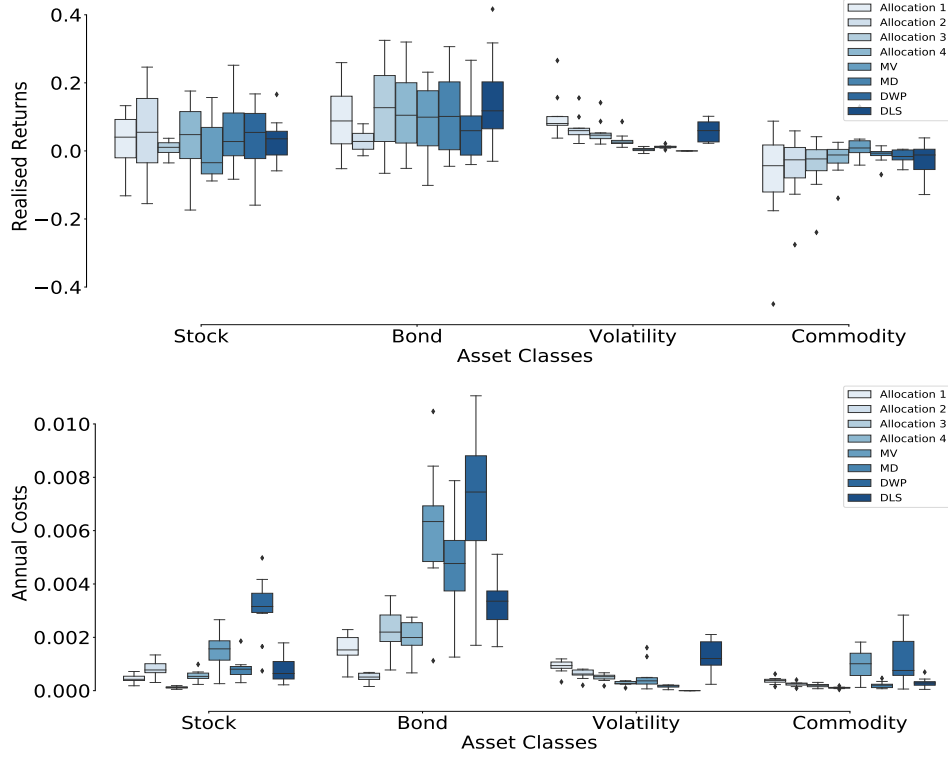 0.4
0.2
0.0
−0.2
−0.4
Realised Returns
Stock
Bond
Volatility
Commodity
Asset Classes
Allocation 1
Allocation 2
Allocation 3
Allocation 4
MV
MD
DWP
DLS
0.010
0.008
0.006
0.004
0.002
0.000
Annual Costs
Stock
Bond
Volatility
Commodity
Asset Classes
Allocation 1
Allocation 2
Allocation 3
Allocation 4
MV
MD
DWP
DLS